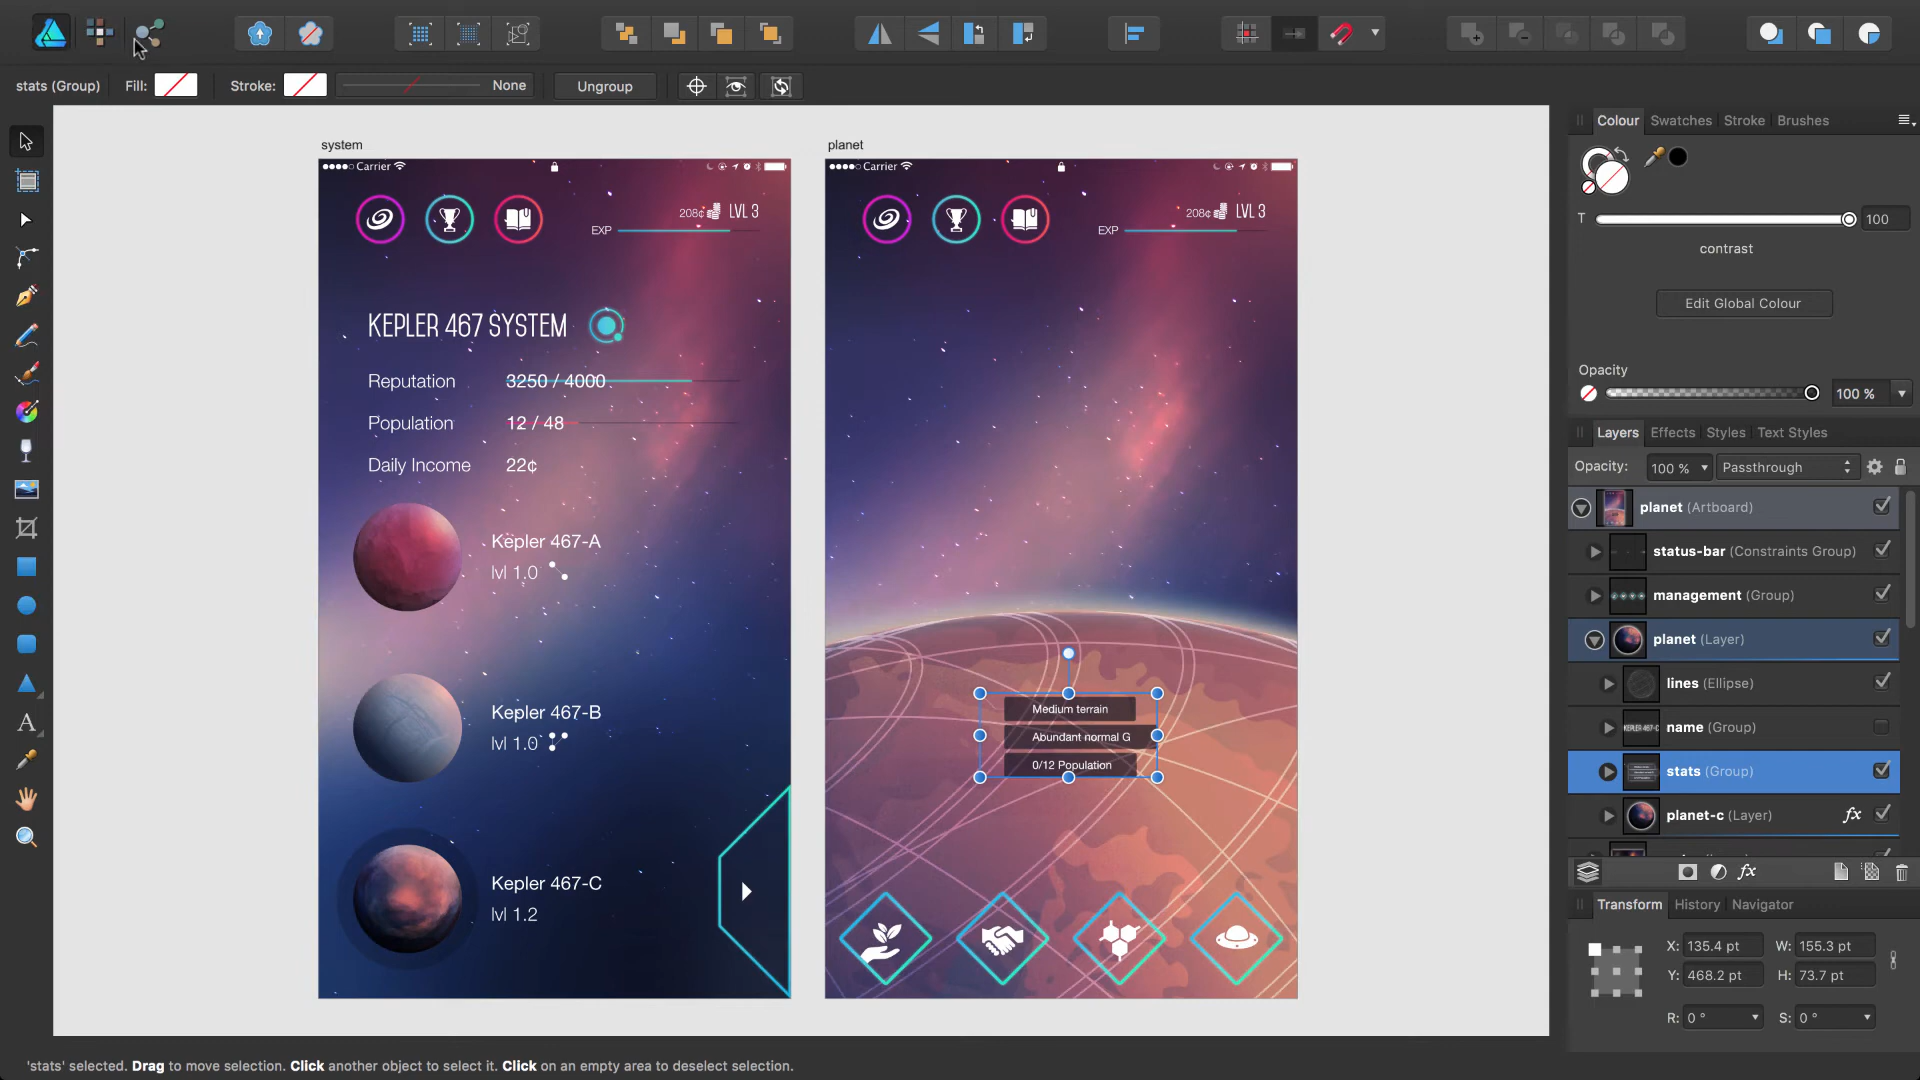 stats (Group)
Fill:
Stroke:
None
Ungroup
system
planet
Carrier
208¢
LVL 3
EXP
KEPLER 467 SYSTEM
Reputation
3250 / 4000
Population
12 / 48
Daily Income
22¢
Kepler 467-A
lvl 1.0
Kepler 467-B
lvl 1.0
Kepler 467-C
lvl 1.2
Carrier
208¢
LVL 3
EXP
Medium terrain
Abundant normal G
0/12 Population
Colour
Swatches
Stroke
Brushes
T
100
contrast
Edit Global Colour
Opacity
100 %
Layers
Effects
Styles
Text Styles
Opacity:
100 %
Passthrough
planet (Artboard)
status-bar (Constraints Group)
management (Group)
planet (Layer)
lines (Ellipse)
KEPLER 467-C
name (Group)
stats (Group)
planet-c (Layer)
fx
fx
Transform
History
Navigator
X: 135.4 pt
W: 155.3 pt
Y: 468.2 pt
H: 73.7 pt
R: 0 °
S: 0 °
A
'stats' selected. Drag to move selection. Click another object to select it. Click on an empty area to deselect selection.